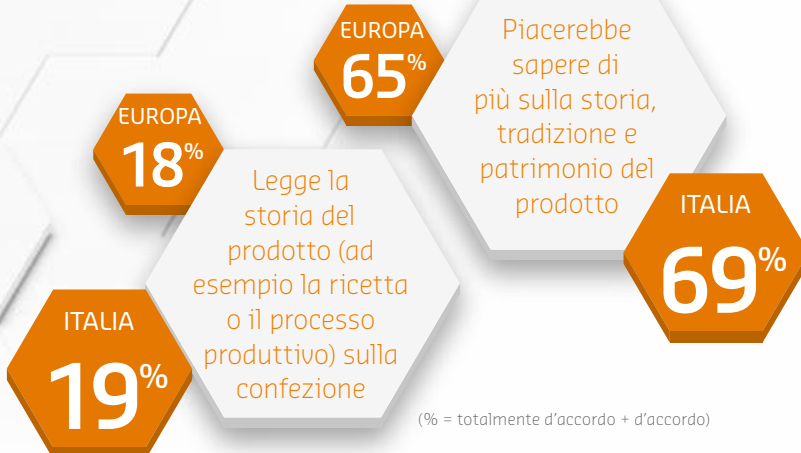 EUROPA
65%
Piacerebbe
sapere di
più sulla storia,
tradizione e
patrimonio del
prodotto
ITALIA
69%
EUROPA
18%
Legge la
storia del
prodotto (ad
esempio la ricetta
o il processo
produttivo) sulla
confezione
ITALIA
19%
(% = totalmente d’accordo + d’accordo)